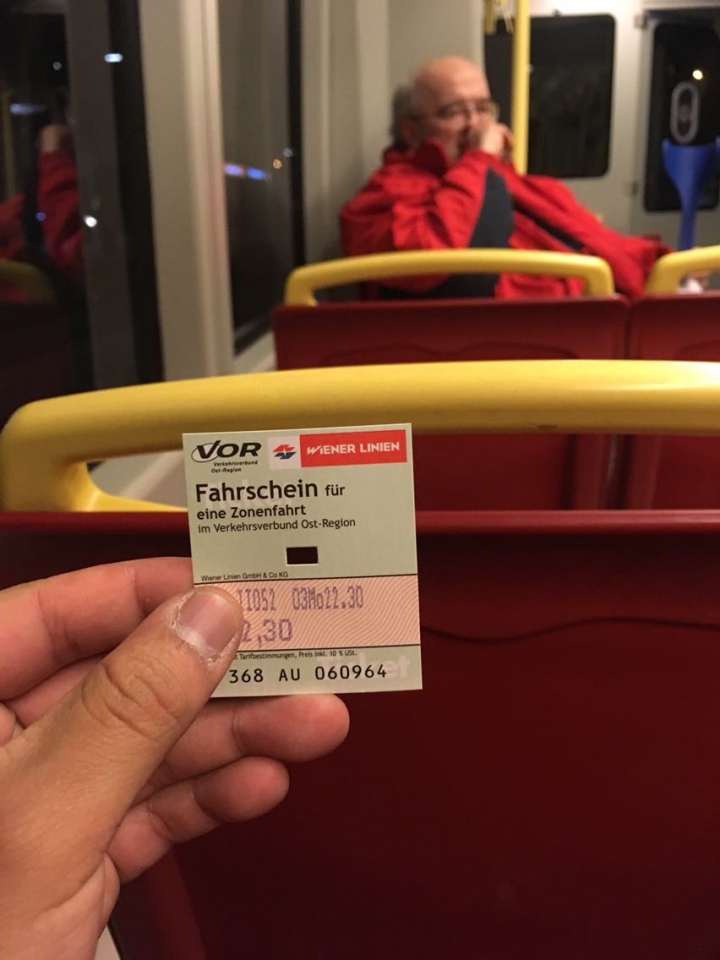 VOR WIENER LINIEN
Verkehrsverbund
Ost-Region
Fahrschein für
eine Zonenfahrt
im Verkehrsverbund Ost-Region
Wiener Linien GmbH & Co KG
II052 03Mo22.30
2,30
Tarifbestimmungen, Preis inkl. 10 % USt.
368 AU 060964